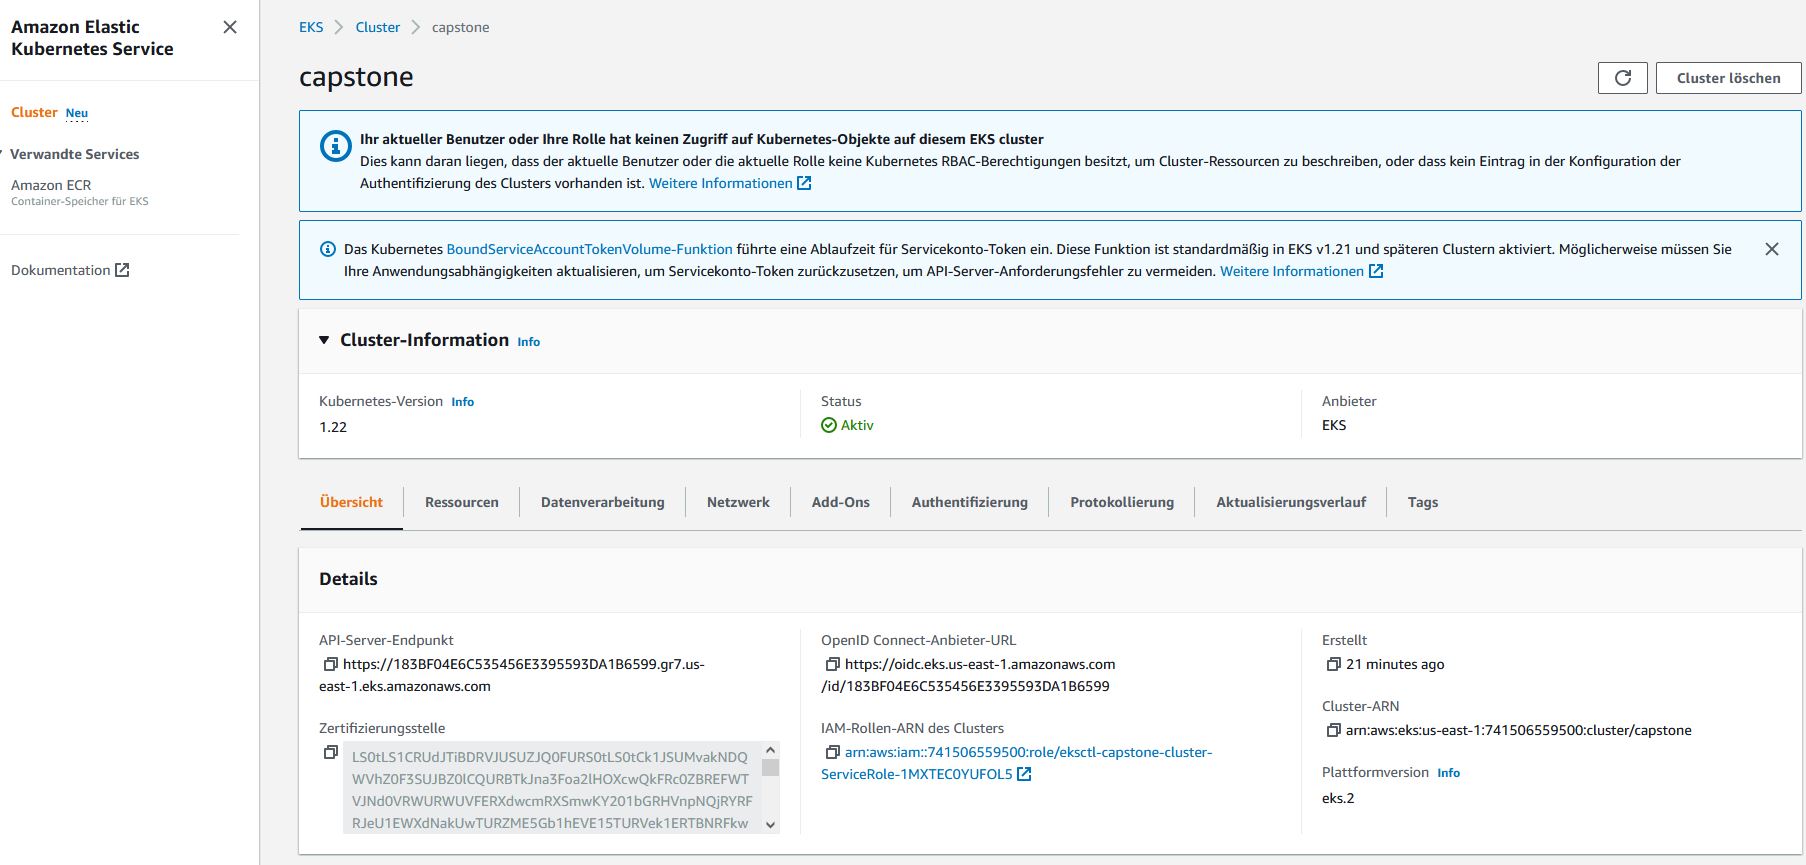 Amazon Elastic
Kubernetes Service
Cluster Neu
Verwandte Services
Amazon ECR
Container-Speicher für EKS
Dokumentation
EKS > Cluster > capstone
capstone
Cluster löschen
Ihr aktueller Benutzer oder Ihre Rolle hat keinen Zugriff auf Kubernetes-Objekte auf diesem EKS cluster
Dies kann daran liegen, dass der aktuelle Benutzer oder die aktuelle Rolle keine Kubernetes RBAC-Berechtigungen besitzt, um Cluster-Ressourcen zu beschreiben, oder dass kein Eintrag in der Konfiguration der
Authentifizierung des Clusters vorhanden ist. Weitere Informationen
Das Kubernetes BoundServiceAccountTokenVolume-Funktion führte eine Ablaufzeit für Servicekonto-Token ein. Diese Funktion ist standardmäßig in EKS v1.21 und späteren Clustern aktiviert. Möglicherweise müssen Sie
Ihre Anwendungsabhängigkeiten aktualisieren, um Servicekonto-Token zurückzusetzen, um API-Server-Anforderungsfehler zu vermeiden. Weitere Informationen
Cluster-Information Info
Kubernetes-Version Info
1.22
Status
Aktiv
Anbieter
EKS
Übersicht Ressourcen Datenverarbeitung Netzwerk Add-Ons Authentifizierung Protokollierung Aktualisierungsverlauf Tags
Details
API-Server-Endpunkt
https://183BF04E6C535456E3395593DA1B6599.gr7.us-
east-1.eks.amazonaws.com
Zertifizierungsstelle
LS0tLS1CRUdJTiBDRVJUSUZJQ0FURS0tLS0tCk1JSUMvakNDQ
WVhZ0F3SUJBZ0lCQURBTkJna3Foa2lHOXcwQkFRc0ZBREFWT
VJNd0VRWURWUVFERXdwcmRXSmwKY201bGRHVnpNQjRYRF
RJeU1EWXdNakUwTURZME5Gb1hEVE15TURVek1ERTBNRFkw
OpenID Connect-Anbieter-URL
https://oidc.eks.us-east-1.amazonaws.com
/id/183BF04E6C535456E3395593DA1B6599
IAM-Rollen-ARN des Clusters
arn:aws:iam::741506559500:role/eksctl-capstone-cluster-
ServiceRole-1MXTEC0YUFOL5
Erstellt
21 minutes ago
Cluster-ARN
arn:aws:eks:us-east-1:741506559500:cluster/capstone
Plattformversion Info
eks.2